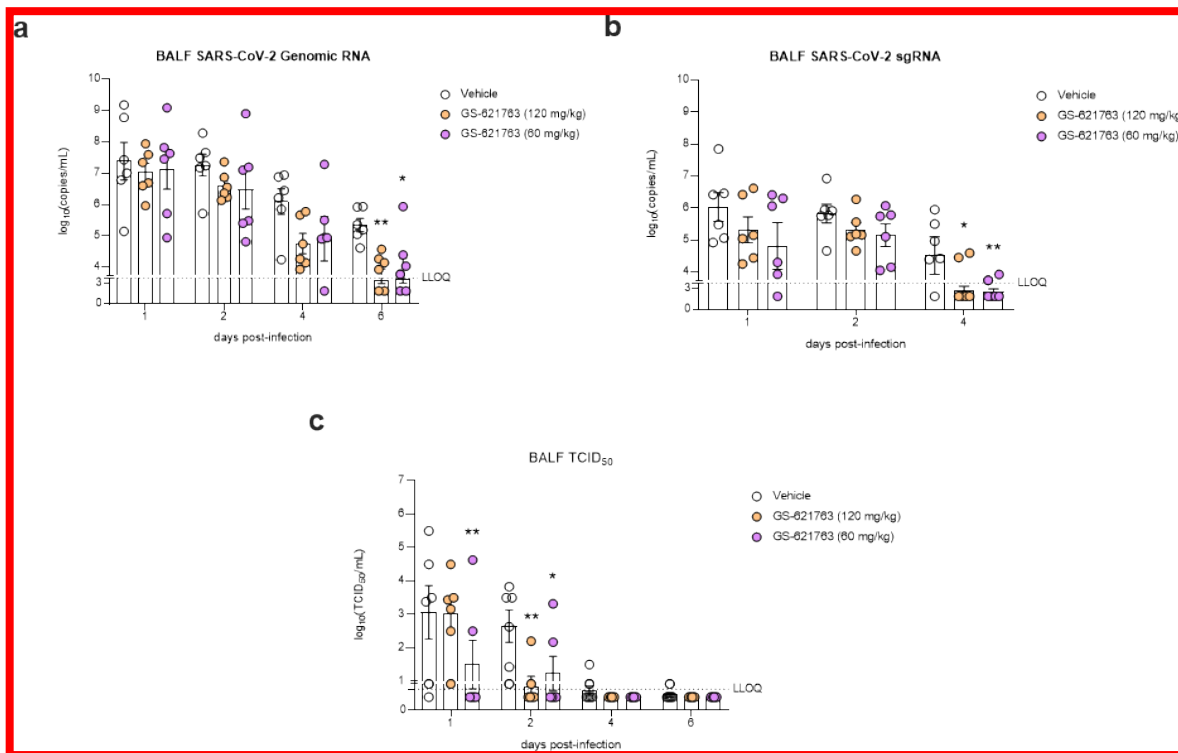 a
BALF SARS-CoV-2 Genomic RNA
log10(copies/mL)
10
9
8
7
6
5
4
3
0
Vehicle
GS-621763 (120 mg/kg)
GS-621763 (60 mg/kg)
**
*
LLOQ
1 2 4 6
days post-infection
b
BALF SARS-CoV-2 sgRNA
log10(copies/mL)
10
9
8
7
6
5
4
3
0
Vehicle
GS-621763 (120 mg/kg)
GS-621763 (60 mg/kg)
*
**
LLOQ
1 2 4
days post-infection
c
BALF TCID50
log10(TCID50/mL)
7
6
5
4
3
2
1
0
Vehicle
GS-621763 (120 mg/kg)
GS-621763 (60 mg/kg)
**
**
*
LLOQ
1 2 4 6
days post-infection